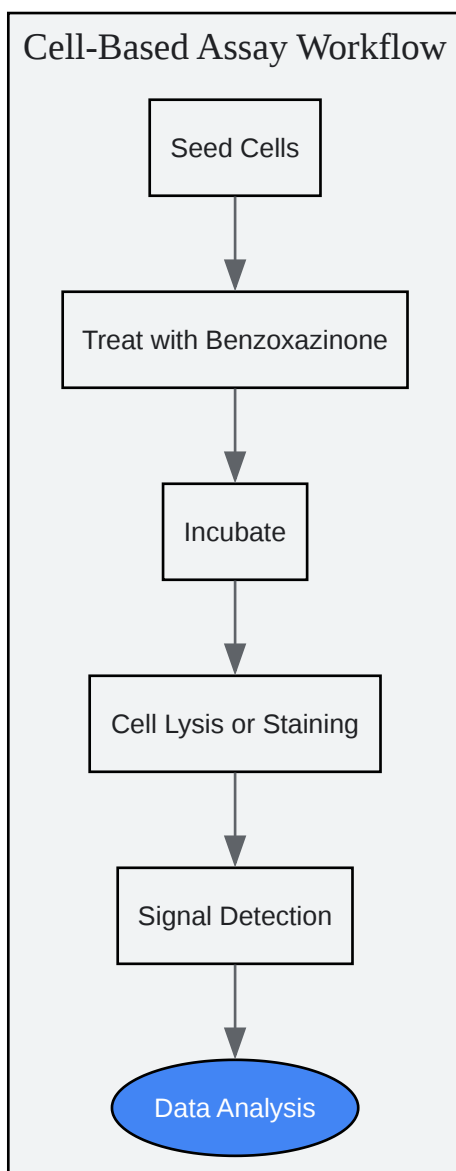 Cell-Based Assay Workflow
Seed Cells
Treat with Benzoxazinone
Incubate
Cell Lysis or Staining
Signal Detection
Data Analysis